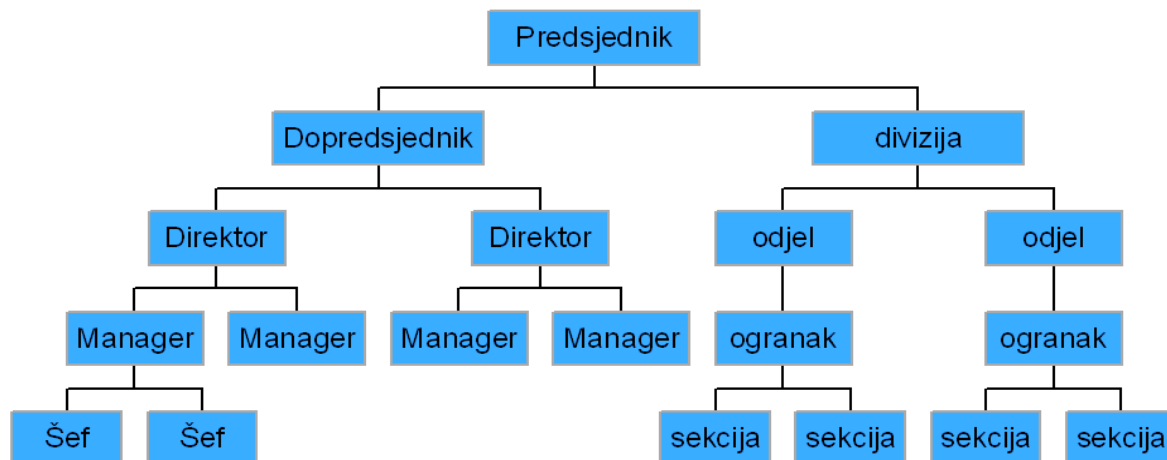 Predsjednik
Dopredsjednik
divizija
Direktor
Direktor
odjel
odjel
Manager
Manager
Manager
Manager
ogranak
ogranak
Šef
Šef
sekcija
sekcija
sekcija
sekcija